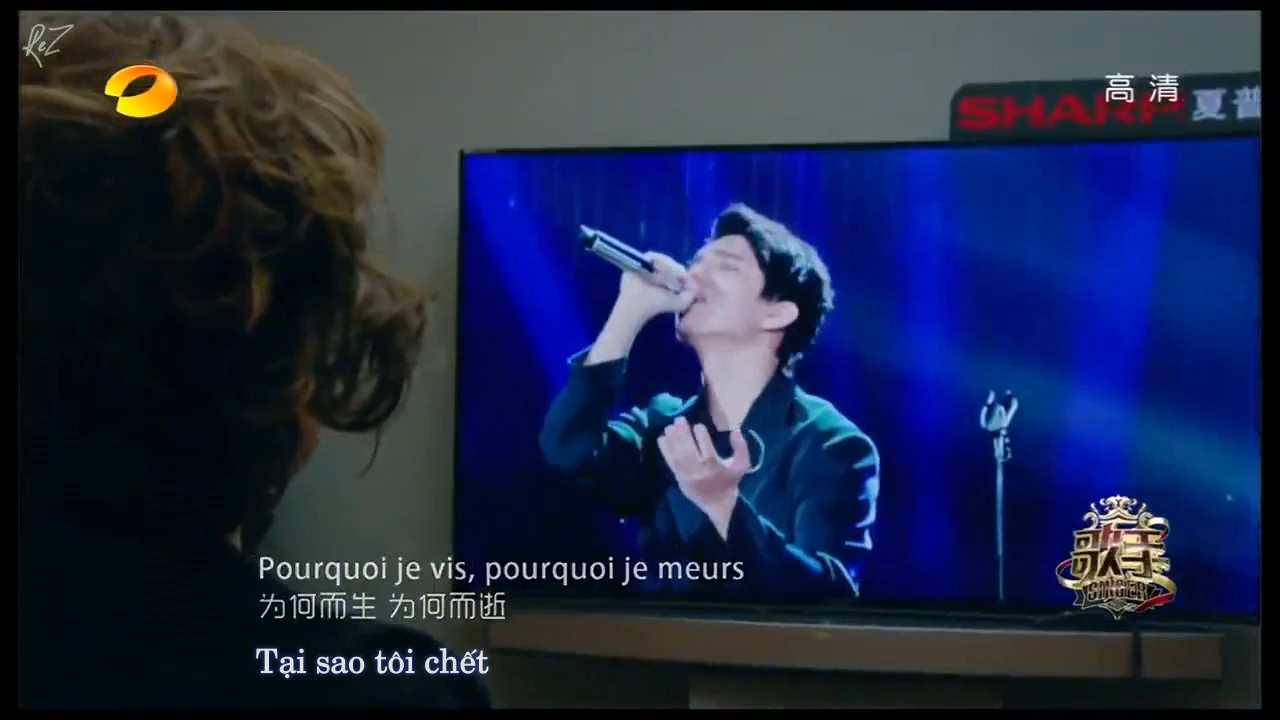 ReZ
高清
SHARP 夏普
Pourquoi je vis, pourquoi je meurs
为何而生 为何而逝
Tại sao tôi chết
歌手
SINGER